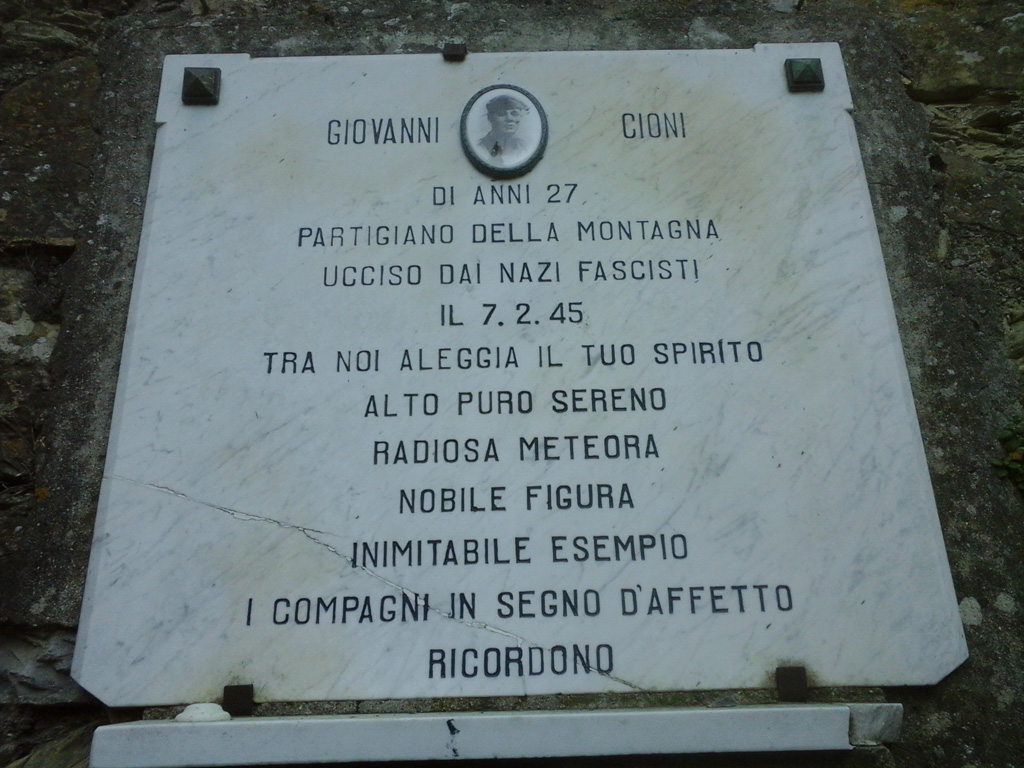 GIOVANNI CIONI
DI ANNI 27
PARTIGIANO DELLA MONTAGNA
UCCISO DAI NAZI FASCISTI
IL 7. 2. 45
TRA NOI ALEGGIA IL TUO SPIRITO
ALTO PURO SERENO
RADIOSA METEORA
NOBILE FIGURA
INIMITABILE ESEMPIO
I COMPAGNI IN SEGNO D'AFFETTO
RICORDONO